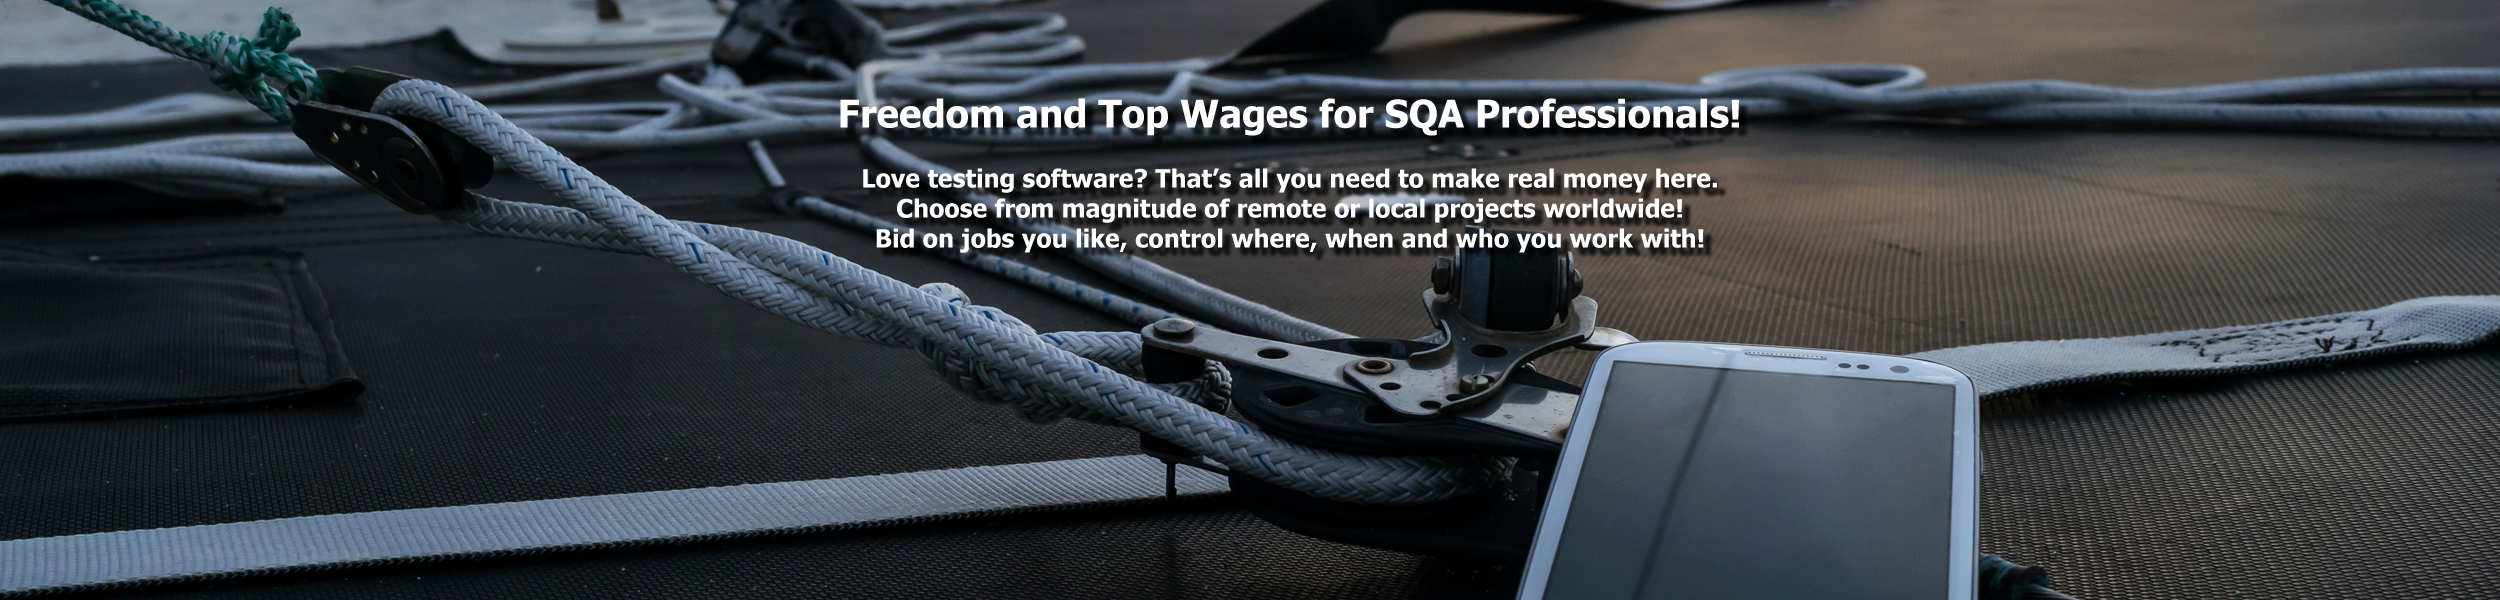 Freedom and Top Wages for SQA Professionals!
Love testing software? That’s all you need to make real money here.
Choose from magnitude of remote or local projects worldwide!
Bid on jobs you like, control where, when and who you work with!